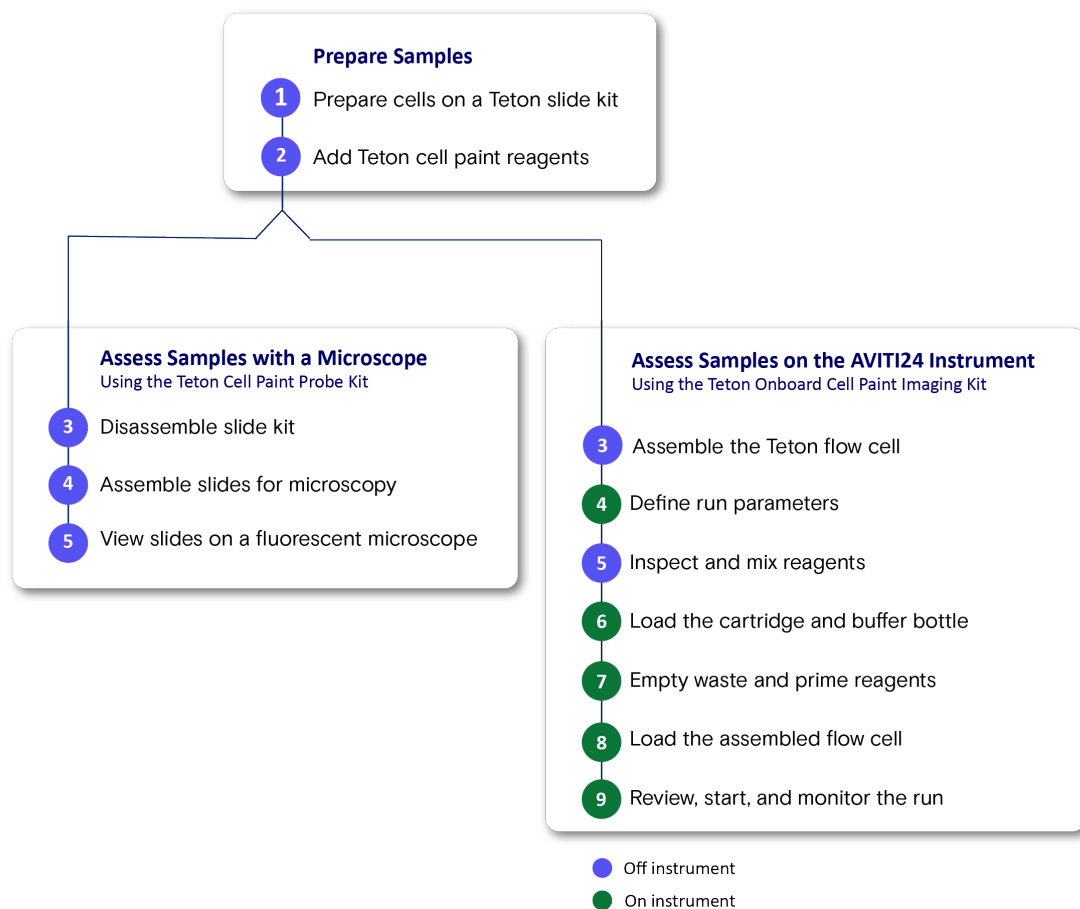 Prepare Samples
1 Prepare cells on a Teton slide kit
2 Add Teton cell paint reagents
Assess Samples with a Microscope
Using the Teton Cell Paint Probe Kit
3 Disassemble slide kit
4 Assemble slides for microscopy
5 View slides on a fluorescent microscope
Assess Samples on the AVITI24 Instrument
Using the Teton Onboard Cell Paint Imaging Kit
3 Assemble the Teton flow cell
4 Define run parameters
5 Inspect and mix reagents
6 Load the cartridge and buffer bottle
7 Empty waste and prime reagents
8 Load the assembled flow cell
9 Review, start, and monitor the run
Off instrument
On instrument